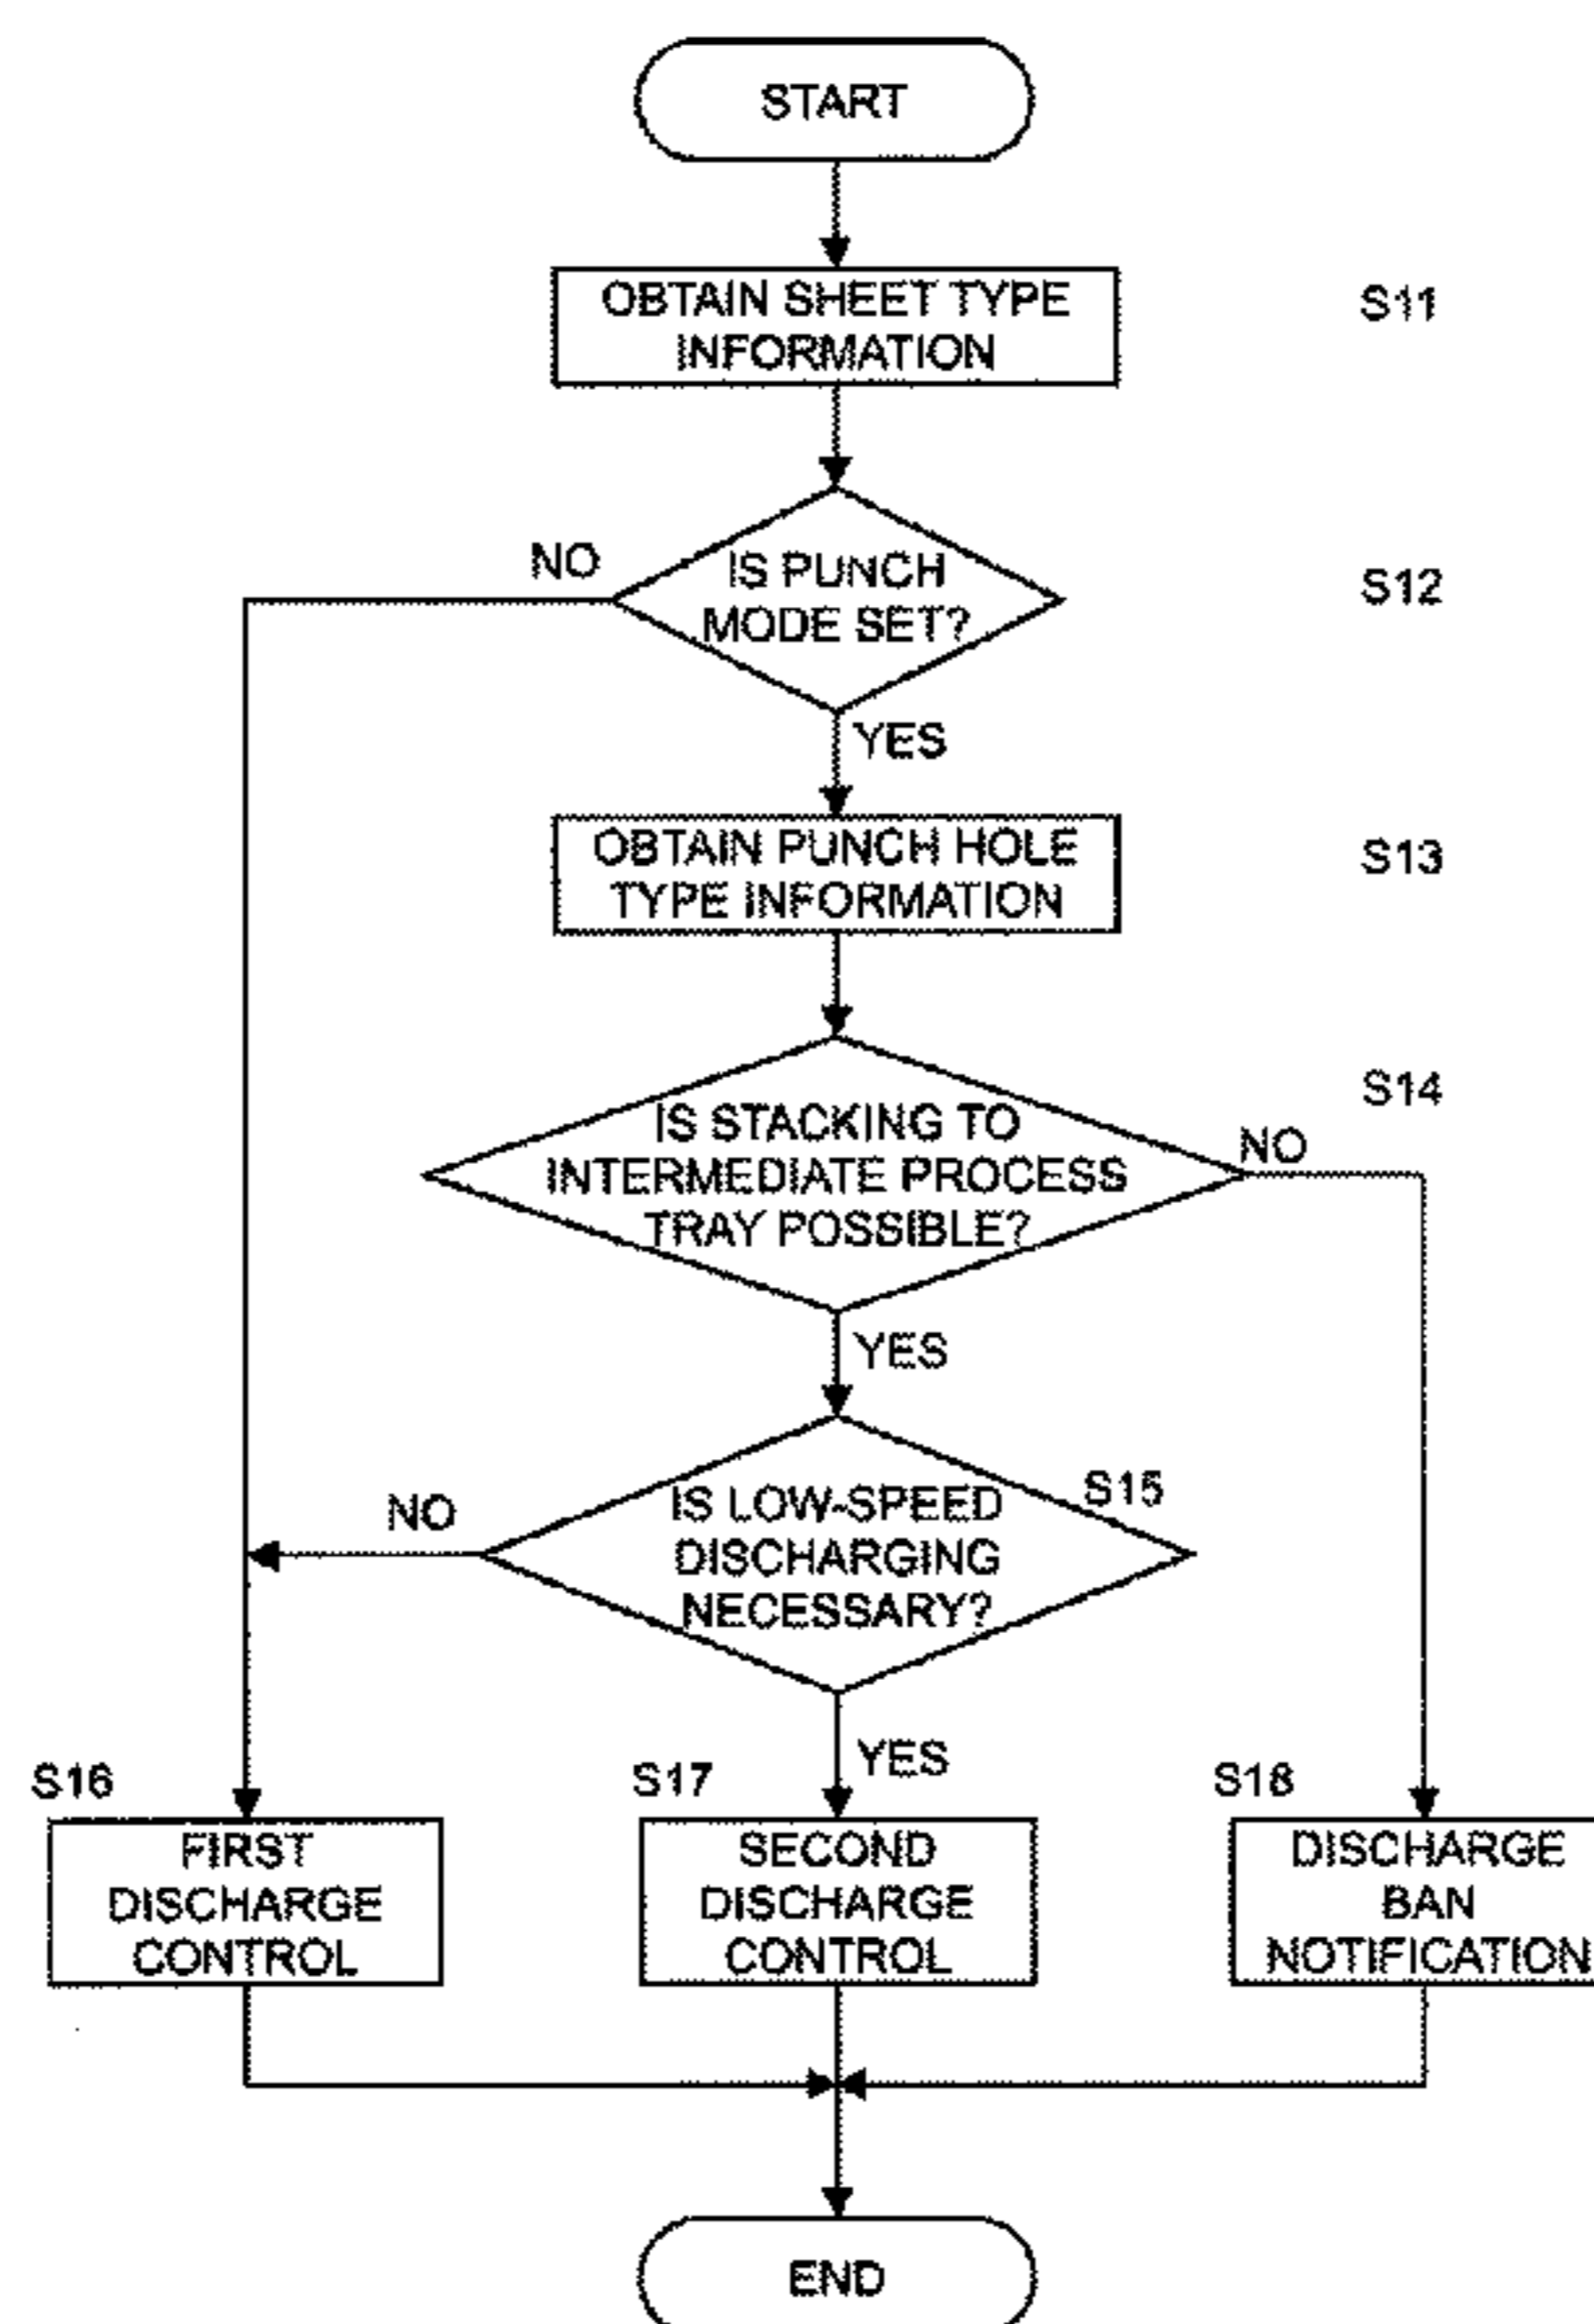 START
OBTAIN SHEET TYPE
INFORMATION
S11
NO
IS PUNCH
MODE SET?
S12
YES
OBTAIN PUNCH HOLE
TYPE INFORMATION
S13
S14
IS STACKING TO
INTERMEDIATE PROCESS
TRAY POSSIBLE?
NO
YES
S15
NO
IS LOW-SPEED
DISCHARGING
NECESSARY?
YES
S16
S17
S18
FIRST
DISCHARGE
CONTROL
SECOND
DISCHARGE
CONTROL
DISCHARGE
BAN
NOTIFICATION
END